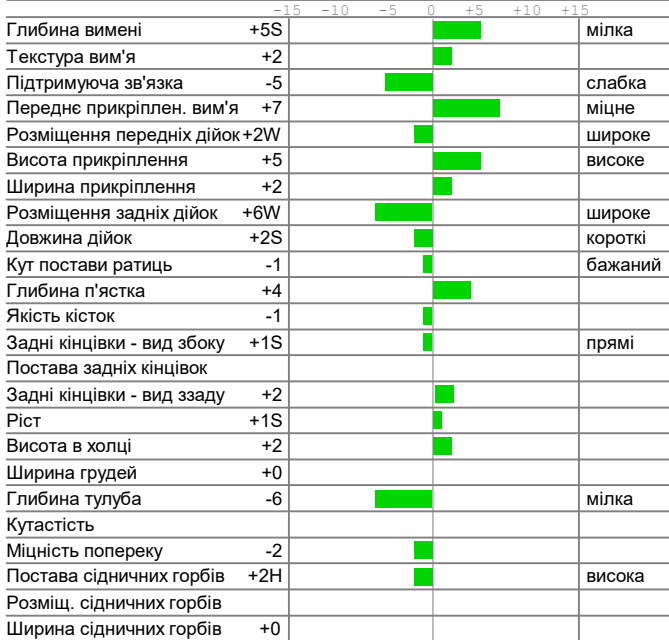 -15 -10 -5 0 +5 +10 +15
Глибина вимені +5S мілка
Текстура вим'я +2
Підтримуюча зв'язка -5 слабка
Переднє прикріплен. вим'я +7 міцне
Розміщення передніх дійок +2W широке
Висота прикріплення +5 високе
Ширина прикріплення +2
Розміщення задніх дійок +6W широке
Довжина дійок +2S короткі
Кут постави ратиць -1 бажаний
Глибина п'ястка +4
Якість кісток -1
Задні кінцівки - вид збоку +1S прямі
Постава задніх кінцівок
Задні кінцівки - вид ззаду +2
Ріст +1S
Висота в холці +2
Ширина грудей +0
Глибина тулуба -6 мілка
Кутастість
Міцність попереку -2
Постава сідничних горбів +2H висока
Розміщ. сідничних горбів
Ширина сідничних горбів +0